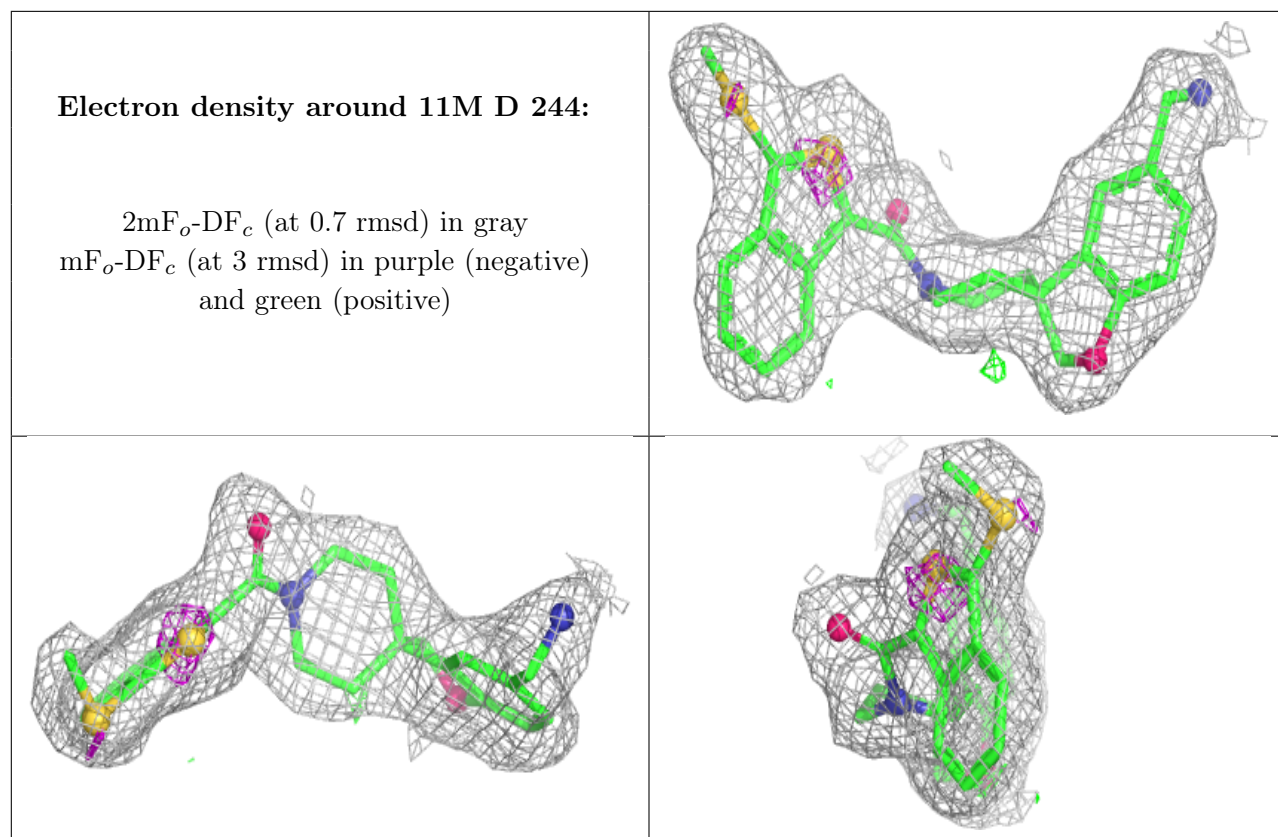 Electron density around 11M D 244:
2mFo-DFc (at 0.7 rmsd) in gray
mFo-DFc (at 3 rmsd) in purple (negative)
and green (positive)